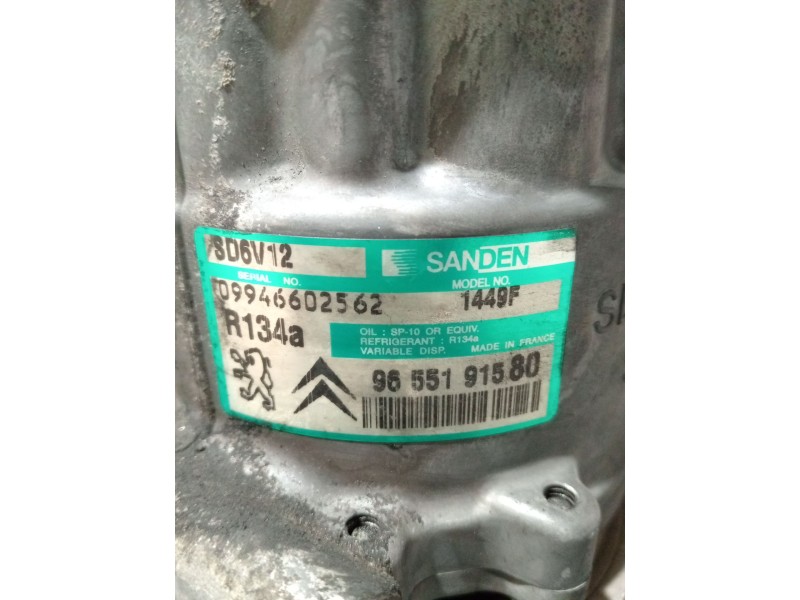 SD6V12
SANDEN
SERIAL NO.
MODEL NO.
09946602562
1449F
R134a
OIL : SP-10 OR EQUIV.
REFRIGERANT : R134a
VARIABLE DISP. MADE IN FRANCE
96 551 915 80